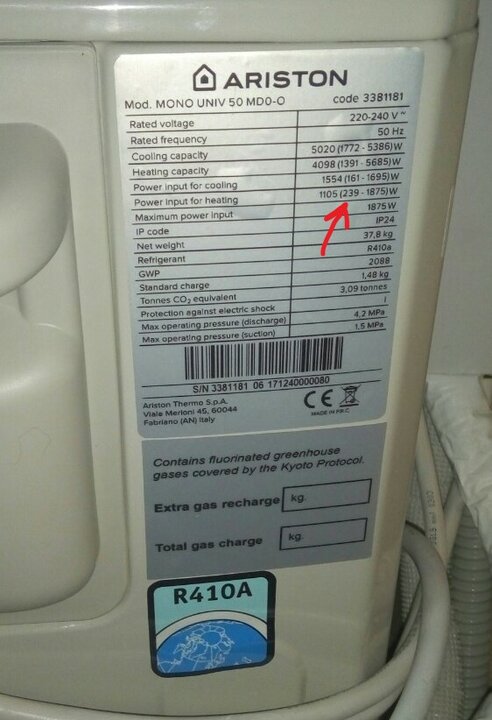 ARISTON
Mod. MONO UNIV 50 MD0-O code 3381181
Rated voltage 220-240 V ~
Rated frequency 50 Hz
Cooling capacity 5020 (1772 - 5386)W
Heating capacity 4098 (1391 - 5685)W
Power input for cooling 1554 (161 - 1695)W
Power input for heating 1105 (239 - 1875)W
Maximum power input 1875W
IP code IP24
Net weight 37,8 kg
Refrigerant R410a
GWP 2088
Standard charge 1,48 kg
Tonnes CO2 equivalent 3,09 tonnes
Protection against electric shock I
Max operating pressure (discharge) 4,2 MPa
Max operating pressure (suction) 1,5 MPa
S/N 3381181 06 171240000080
Ariston Thermo S.p.A.
Viale Merloni 45, 60044
Fabriano (AN) Italy
CE
MADE IN P.R.C.
Contains fluorinated greenhouse
gases covered by the Kyoto Protocol.
Extra gas recharge kg.
Total gas charge kg.
R410A